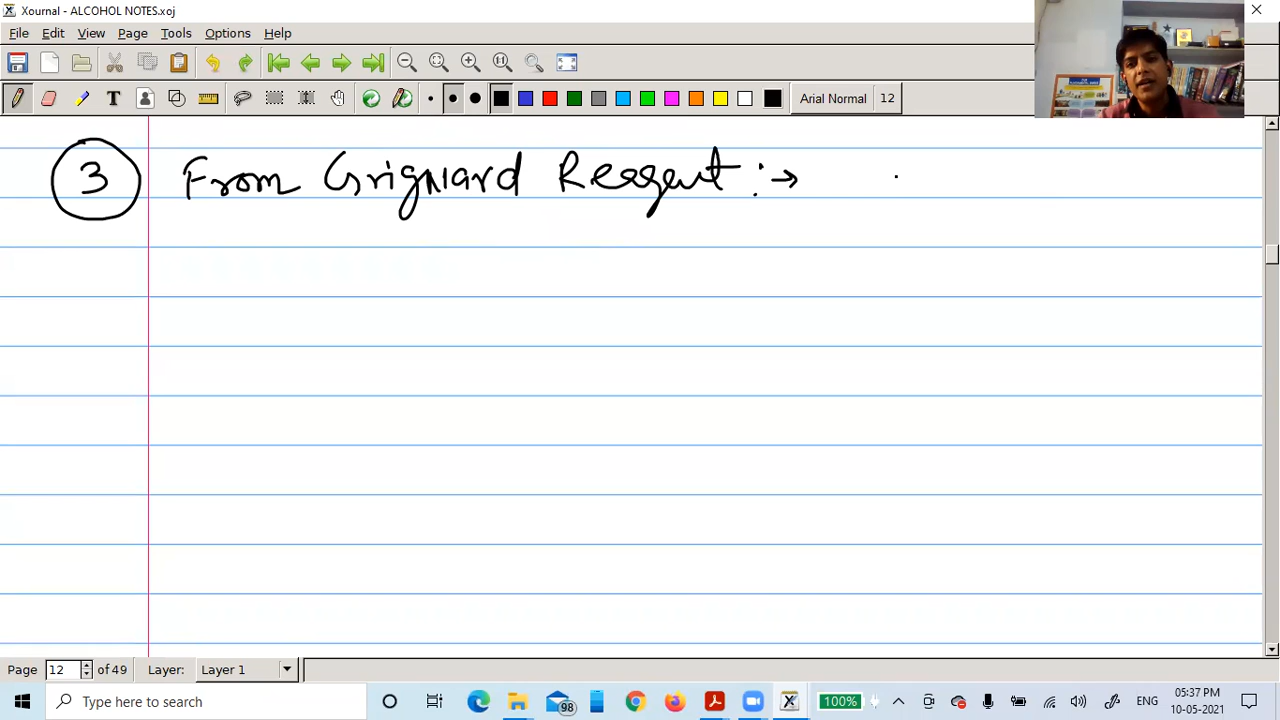 Xournal - ALCOHOL NOTES.xoj
File Edit View Page Tools Options Help
Arial Normal 12
3 From Grignard Reagent :→
Page 12 of 49 Layer: Layer 1
Type here to search
98
100%
ENG
05:37 PM
10-05-2021